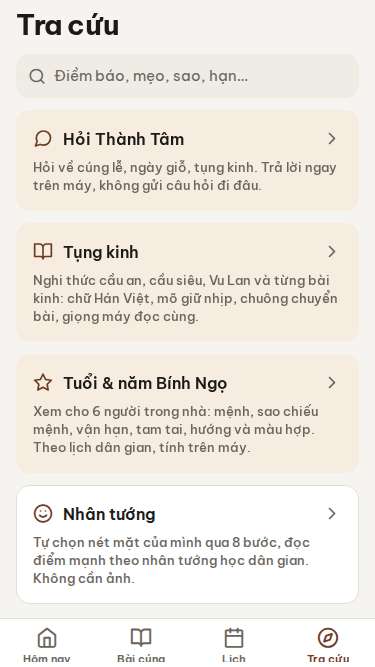 Tra cứu
Điềm báo, mẹo, sao, hạn...
Hỏi Thành Tâm
Hỏi về cúng lễ, ngày giỗ, tụng kinh. Trả lời ngay
trên máy, không gửi câu hỏi đi đâu.
Tụng kinh
Nghi thức cầu an, cầu siêu, Vu Lan và từng bài
kinh: chữ Hán Việt, mõ giữ nhịp, chuông chuyển
bài, giọng máy đọc cùng.
Tuổi & năm Bính Ngọ
Xem cho 6 người trong nhà: mệnh, sao chiếu
mệnh, vận hạn, tam tai, hướng và màu hợp.
Theo lịch dân gian, tính trên máy.
Nhân tướng
Tự chọn nét mặt của mình qua 8 bước, đọc
điểm mạnh theo nhân tướng học dân gian.
Không cần ảnh.
Hôm nay
Bài cúng
Lịch
Tra cứu